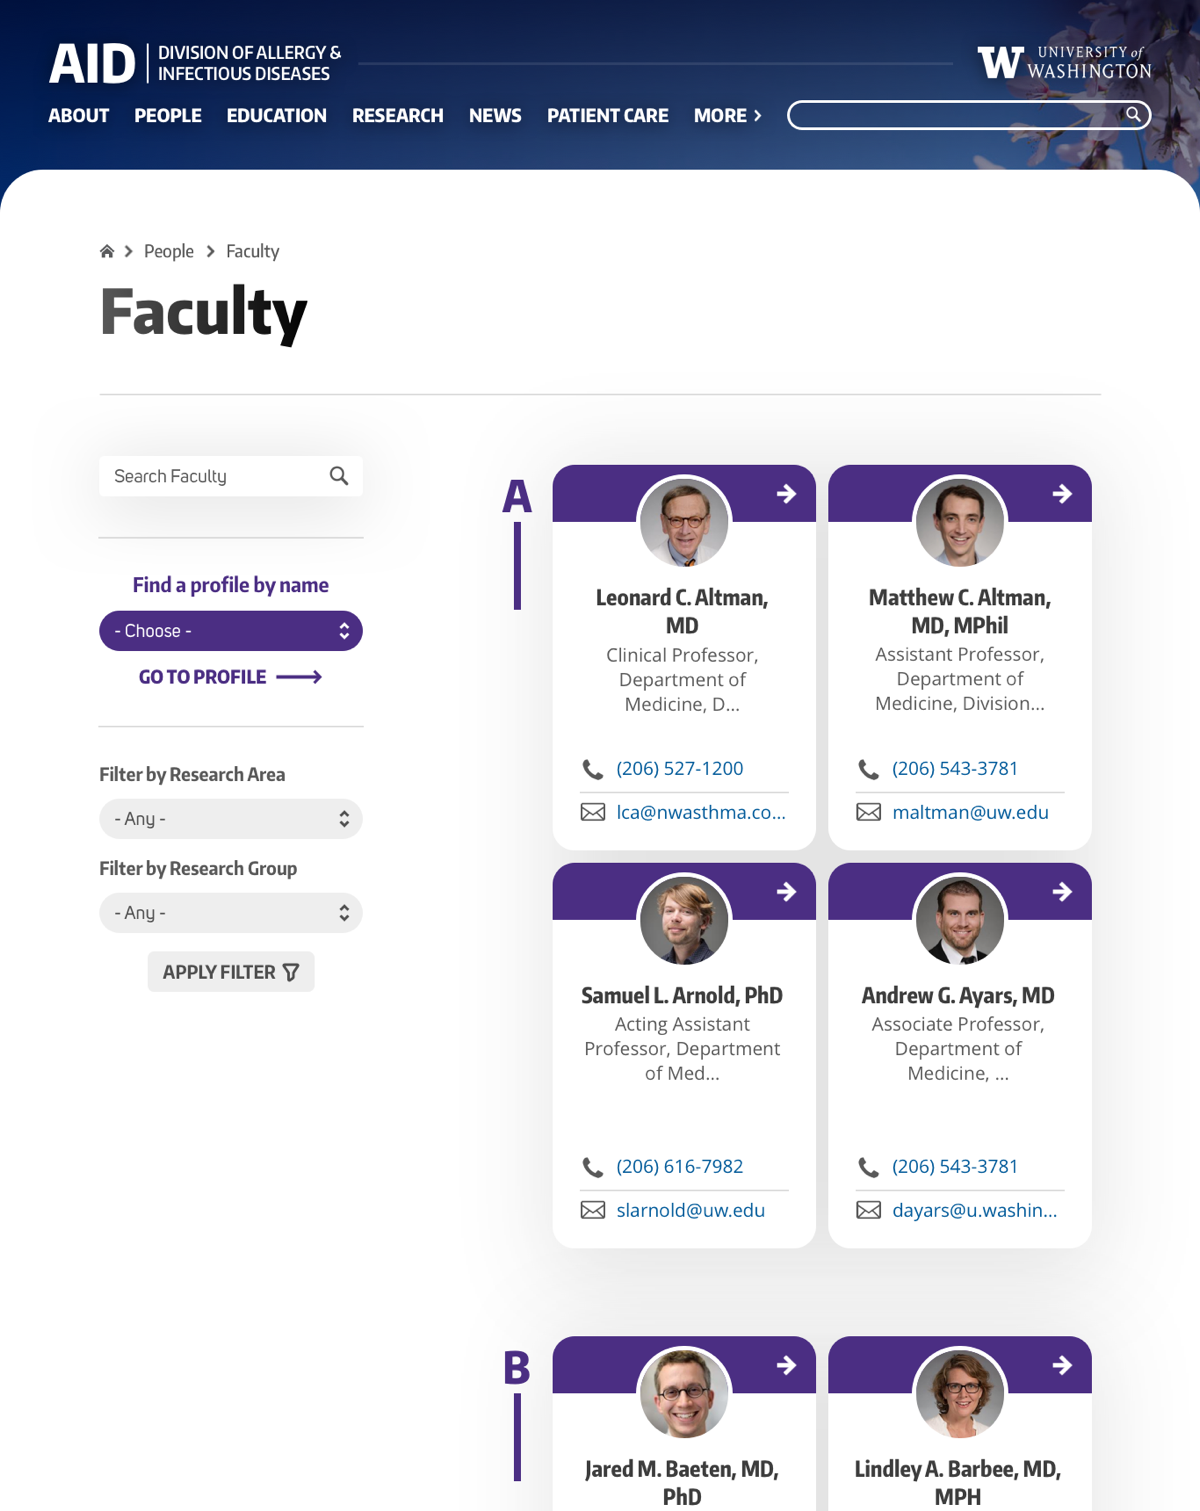 AID
DIVISION OF ALLERGY &
INFECTIOUS DISEASES
W UNIVERSITY of
WASHINGTON
ABOUT PEOPLE EDUCATION RESEARCH NEWS PATIENT CARE MORE
People Faculty
Faculty
Search Faculty
Find a profile by name
- Choose -
GO TO PROFILE
Filter by Research Area
- Any -
Filter by Research Group
- Any -
APPLY FILTER
A
Leonard C. Altman,
MD
Clinical Professor,
Department of
Medicine, D...
(206) 527-1200
lca@nwasthma.co...
Matthew C. Altman,
MD, MPhil
Assistant Professor,
Department of
Medicine, Division...
(206) 543-3781
maltman@uw.edu
Samuel L. Arnold, PhD
Acting Assistant
Professor, Department
of Med...
(206) 616-7982
slarnold@uw.edu
Andrew G. Ayars, MD
Associate Professor,
Department of
Medicine, ...
(206) 543-3781
dayars@u.washin...
B
Jared M. Baeten, MD,
PhD
Lindley A. Barbee, MD,
MPH